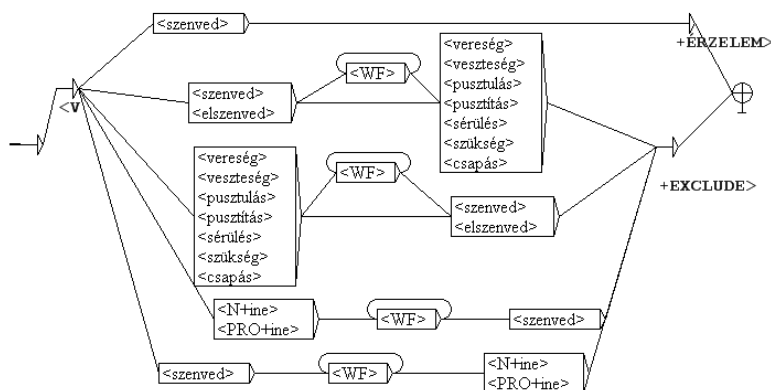 <szenved>
+ÉRZELEM>
<V
<szenved>
<elszenved>
<WF>
<vereség>
<veszteség>
<pusztulás>
<pusztítás>
<sérülés>
<szükség>
<csapás>
<vereség>
<veszteség>
<pusztulás>
<pusztítás>
<sérülés>
<szükség>
<csapás>
<WF>
<szenved>
<elszenved>
+EXCLUDE>
<N+ine>
<PRO+ine>
<WF>
<szenved>
<szenved>
<WF>
<N+ine>
<PRO+ine>